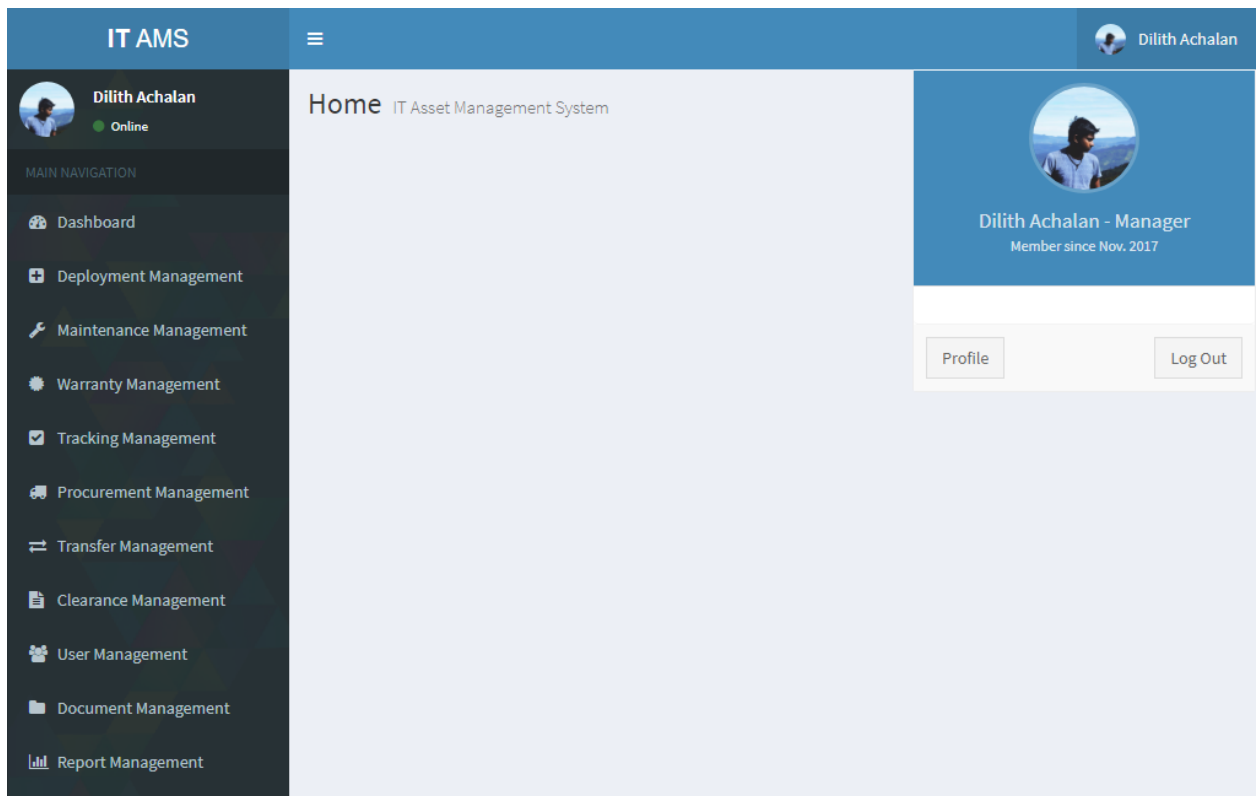 IT AMS
Dilith Achalan
Dilith Achalan
Online
MAIN NAVIGATION
Dashboard
Deployment Management
Maintenance Management
Warranty Management
Tracking Management
Procurement Management
Transfer Management
Clearance Management
User Management
Document Management
Report Management
Home IT Asset Management System
Dilith Achalan - Manager
Member since Nov. 2017
Profile
Log Out